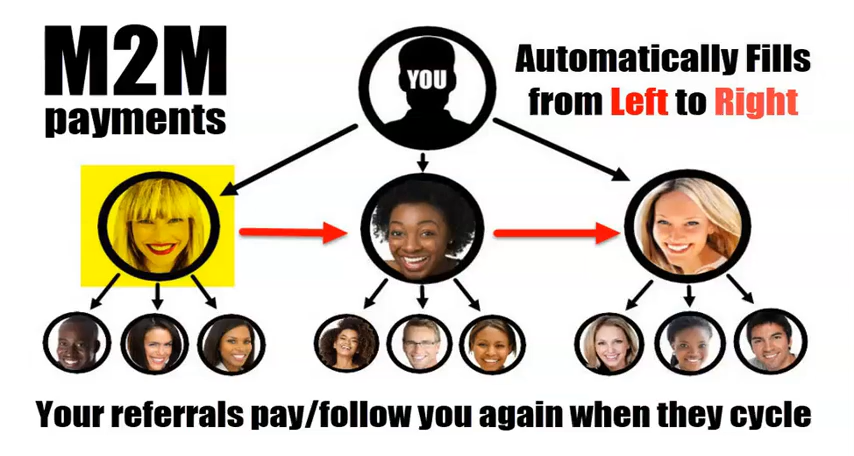 M2M
payments
YOU
Automatically Fills
from Left to Right
Your referrals pay/follow you again when they cycle